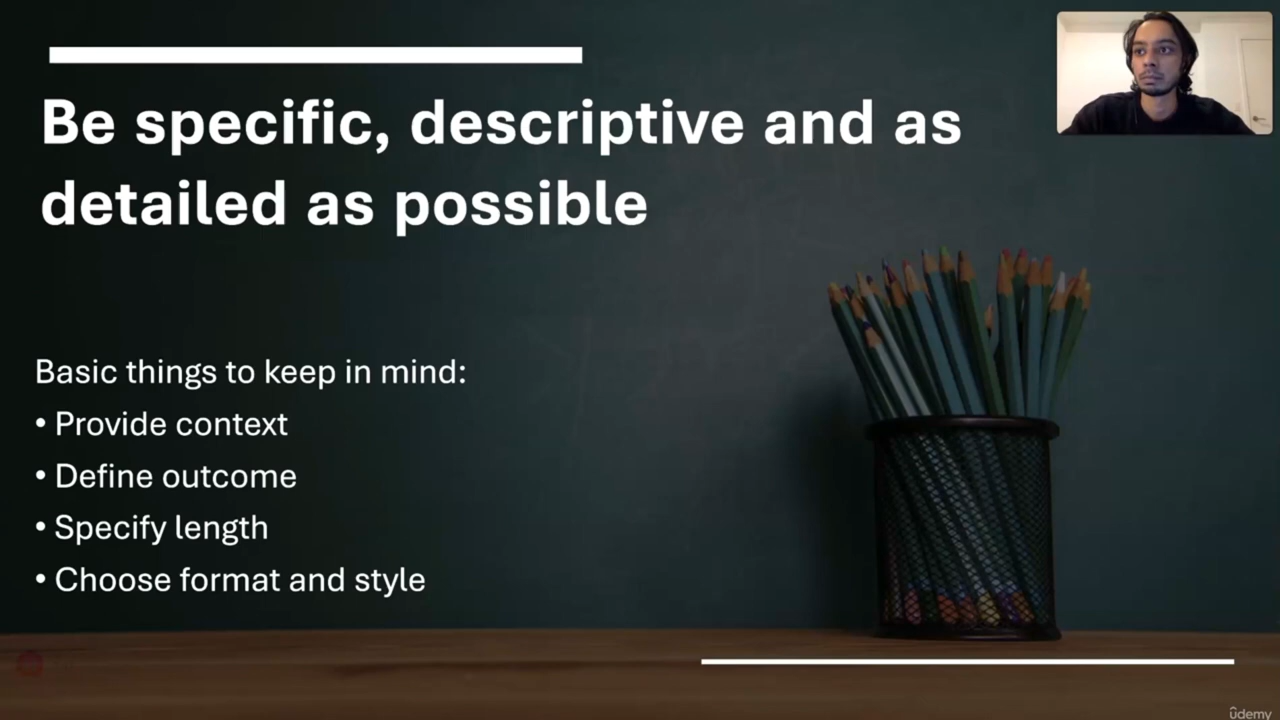 Be specific, descriptive and as
detailed as possible
Basic things to keep in mind:
• Provide context
• Define outcome
• Specify length
• Choose format and style
ûdemy